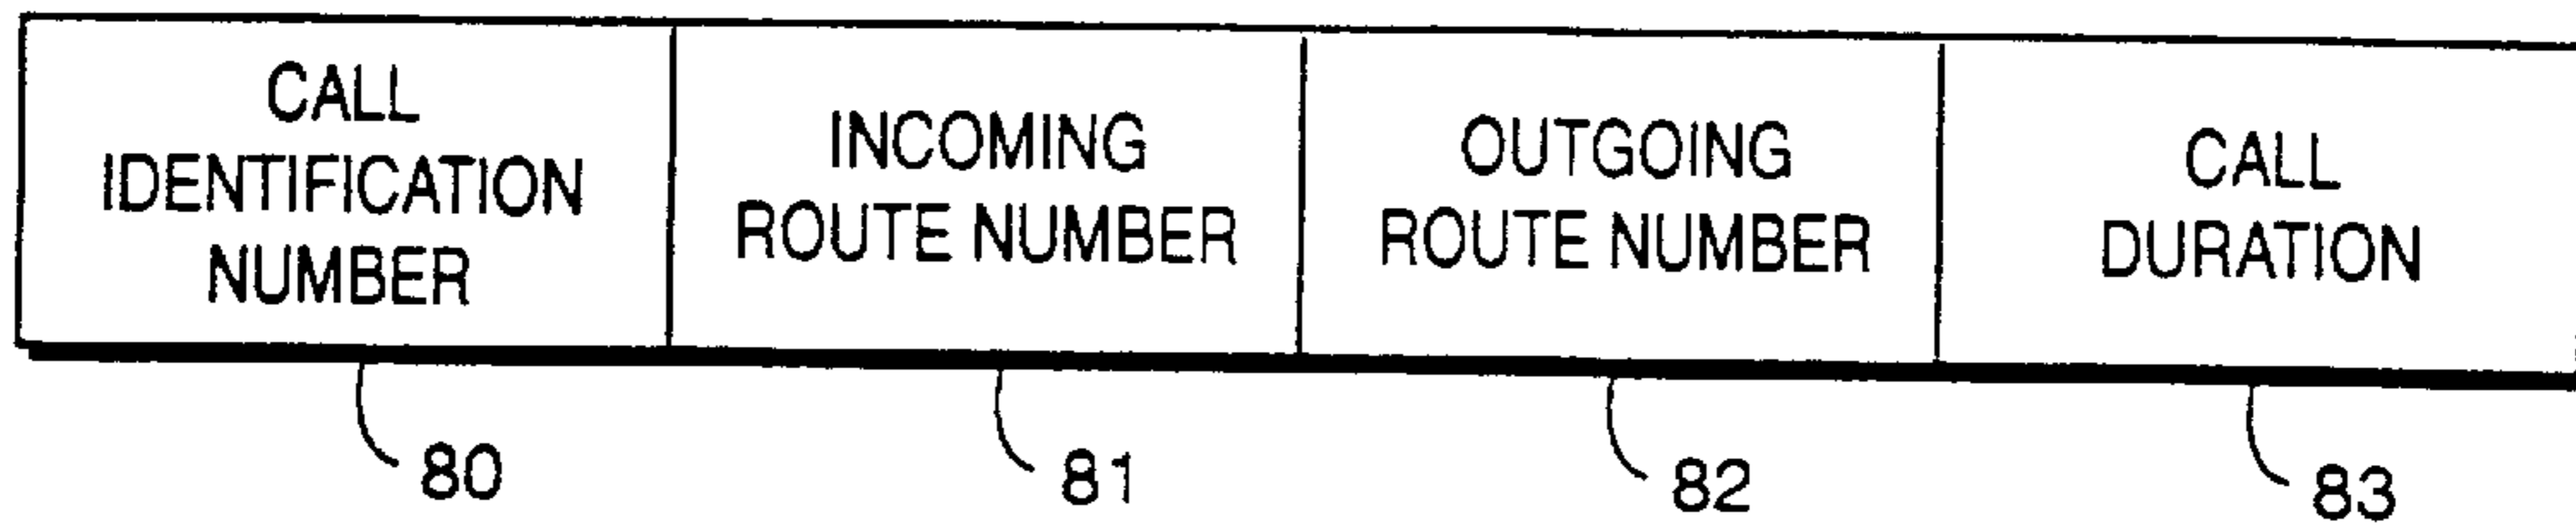 CALL
IDENTIFICATION
NUMBER
INCOMING
ROUTE NUMBER
OUTGOING
ROUTE NUMBER
CALL
DURATION
80
81
82
83